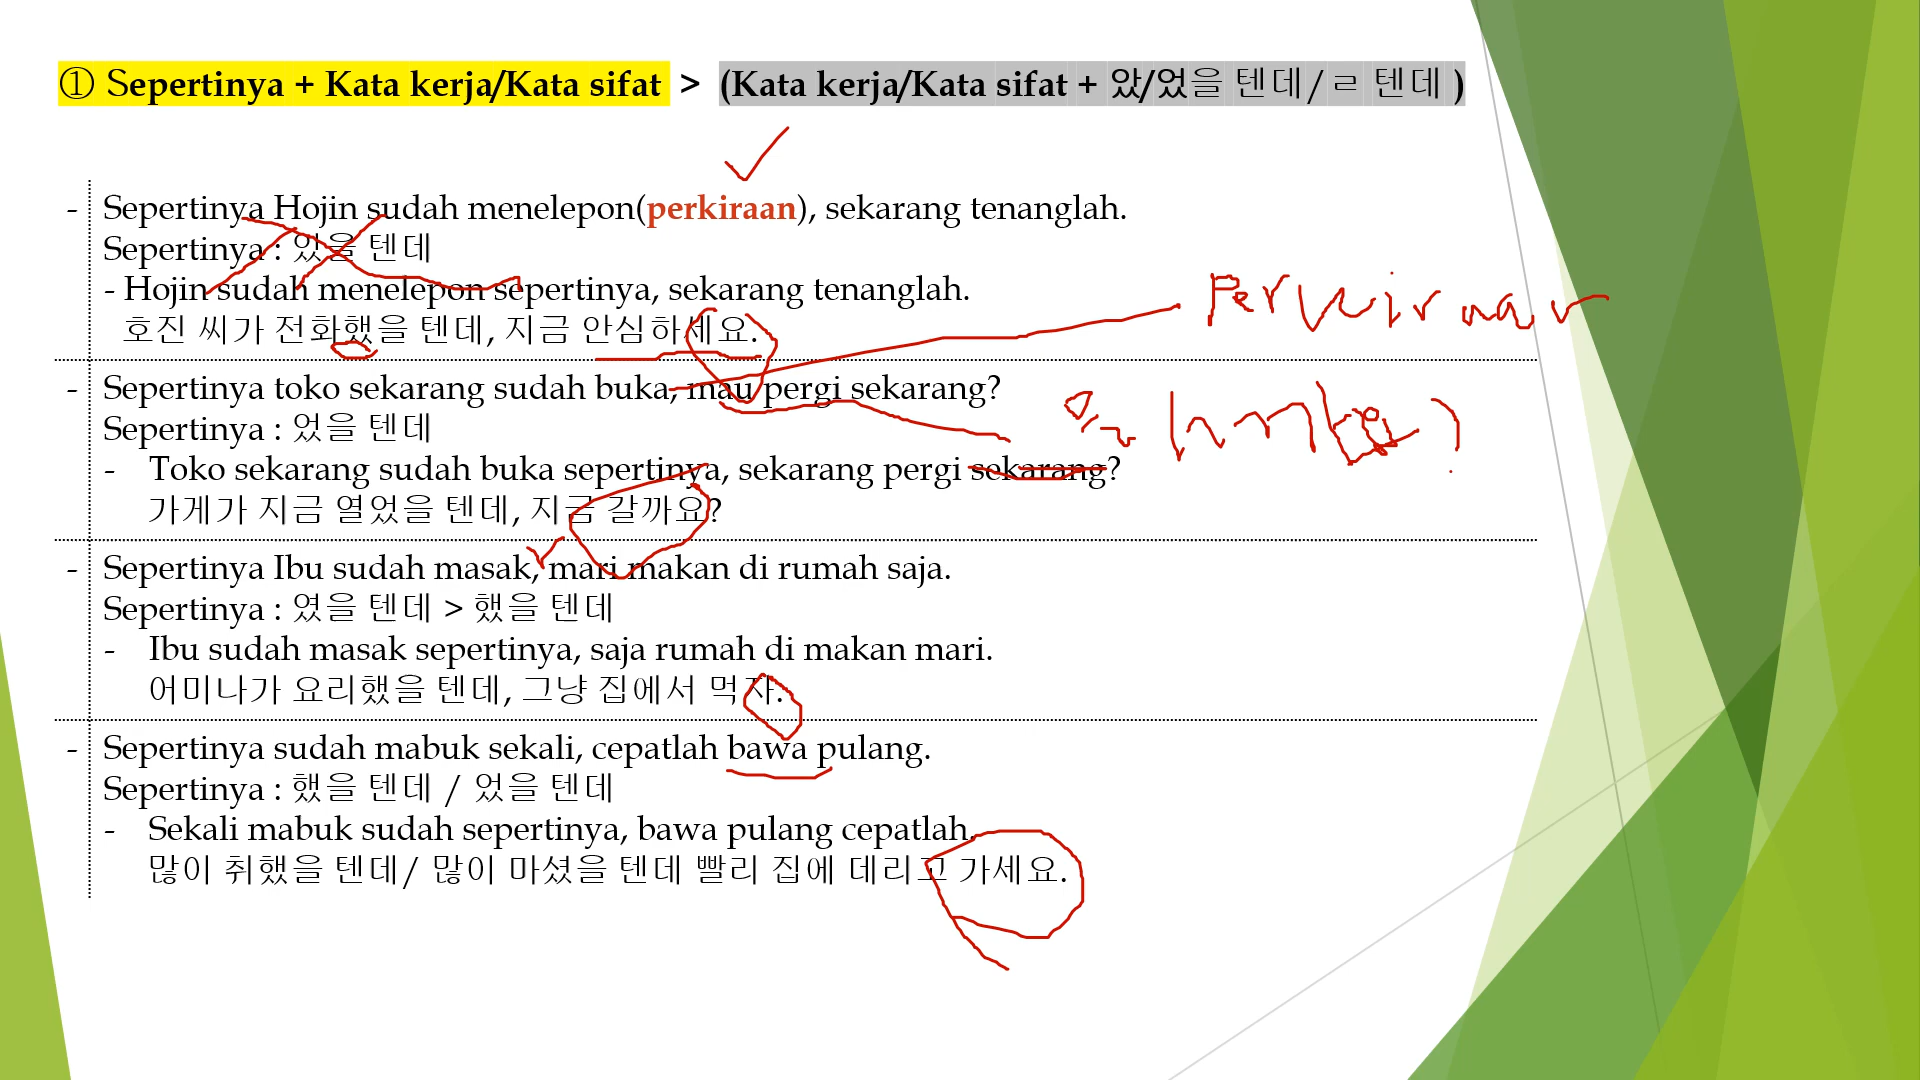 ① Sepertinya + Kata kerja/Kata sifat > (Kata kerja/Kata sifat + 았/었을 텐데/ㄹ 텐데 )
- Sepertinya Hojin sudah menelepon(perkiraan), sekarang tenanglah.
Sepertinya : 있을 텐데
- Hojin sudah menelepon sepertinya, sekarang tenanglah.
호진 씨가 전화했을 텐데, 지금 안심하세요.
Perkiraan
- Sepertinya toko sekarang sudah buka, mau pergi sekarang?
Sepertinya : 었을 텐데
- Toko sekarang sudah buka sepertinya, sekarang pergi sekarang?
가게가 지금 열었을 텐데, 지금 갈까요?
- Sepertinya Ibu sudah masak, mari makan di rumah saja.
Sepertinya : 였을 텐데 > 했을 텐데
- Ibu sudah masak sepertinya, saja rumah di makan mari.
어미나가 요리했을 텐데, 그냥 집에서 먹자.
- Sepertinya sudah mabuk sekali, cepatlah bawa pulang.
Sepertinya : 했을 텐데 / 었을 텐데
- Sekali mabuk sudah sepertinya, bawa pulang cepatlah.
많이 취했을 텐데/ 많이 마셨을 텐데 빨리 집에 데리고 가세요.